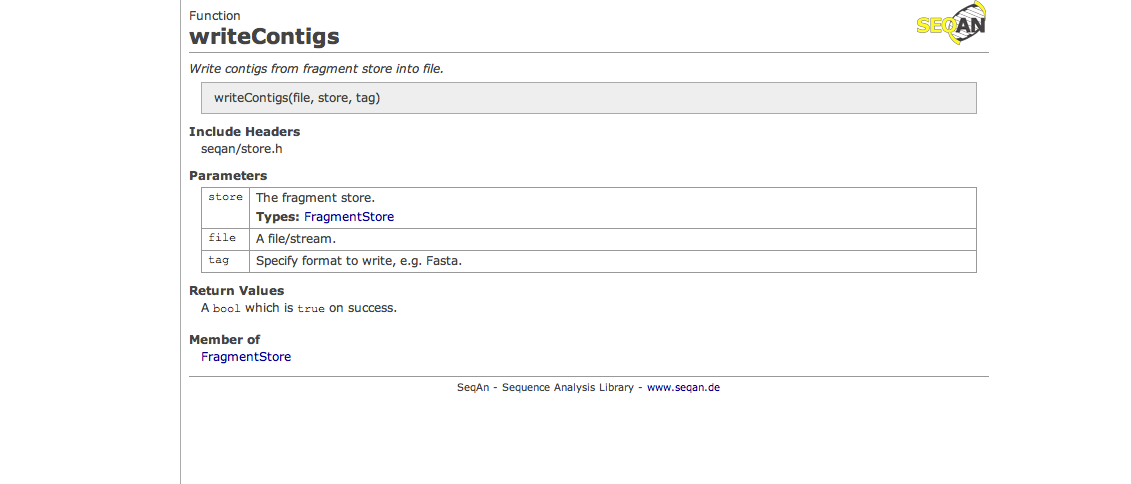 Function
writeContigs
SEQAN
Write contigs from fragment store into file.
writeContigs(file, store, tag)
Include Headers
seqan/store.h
Parameters
store The fragment store.
Types: FragmentStore
file A file/stream.
tag Specify format to write, e.g. Fasta.
Return Values
A bool which is true on success.
Member of
FragmentStore
SeqAn - Sequence Analysis Library - www.seqan.de